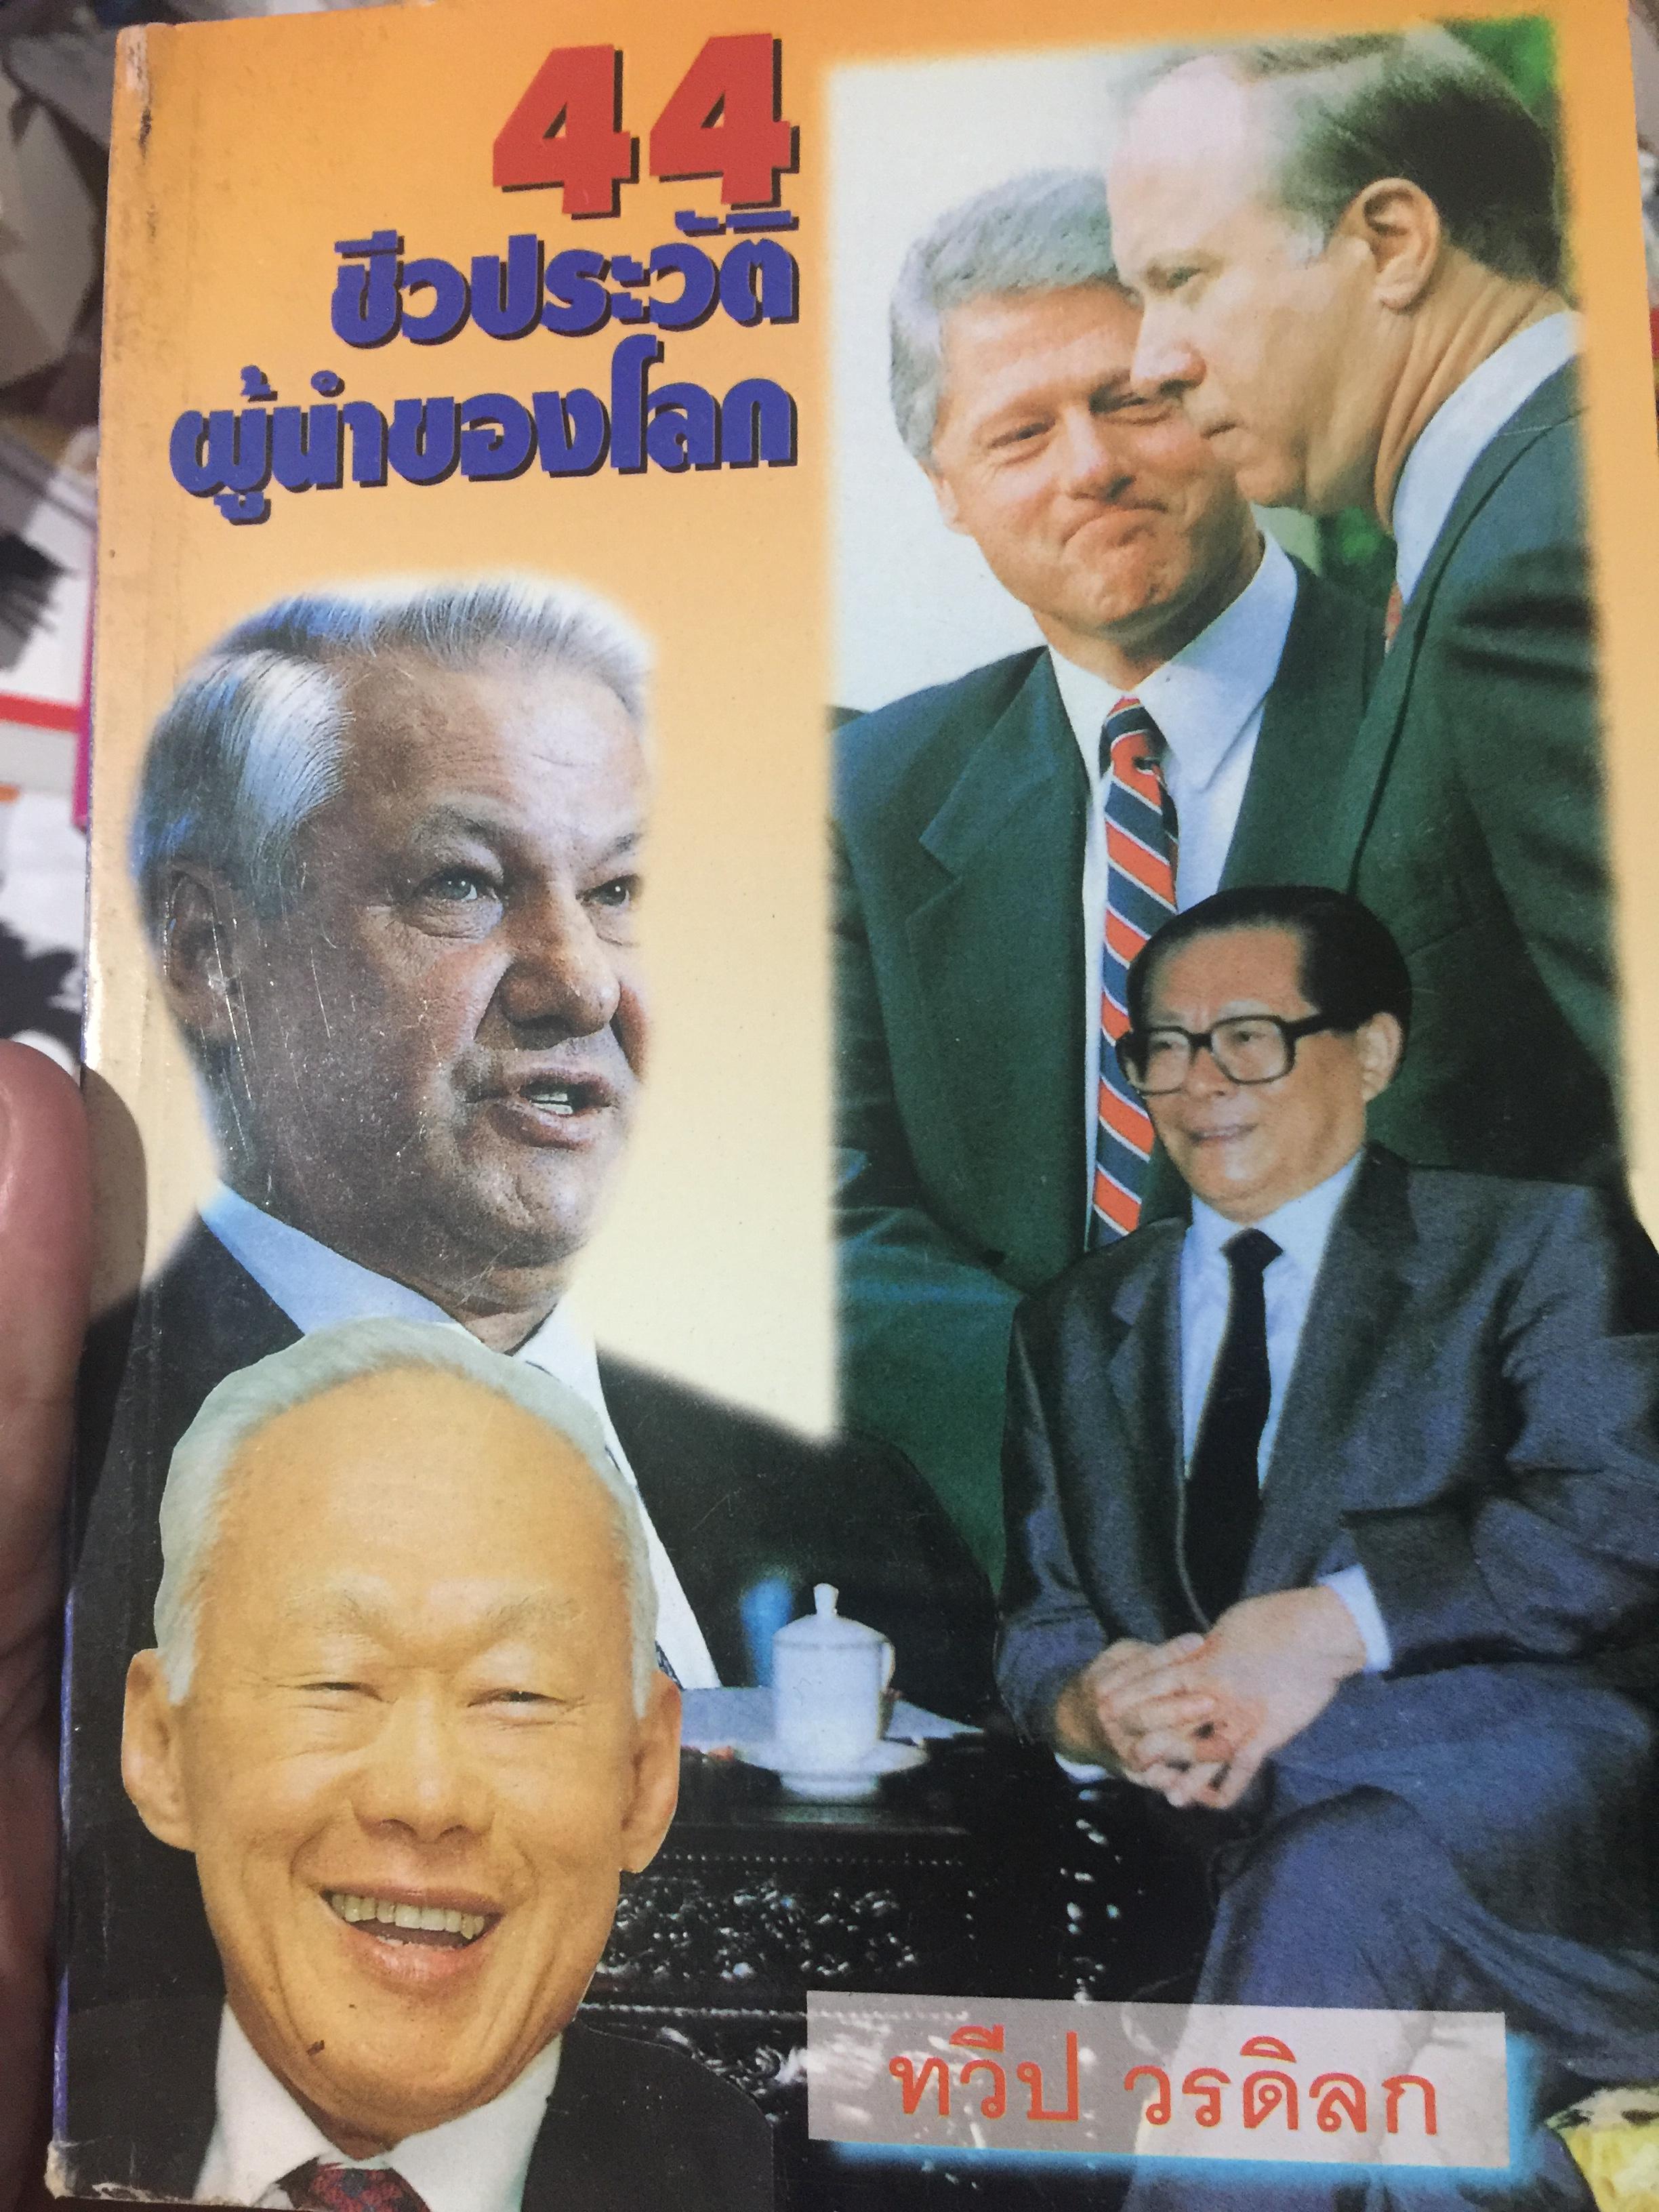 44
ชีวประวัติ
ผู้นำของโลก
ทวีป วรดิลก